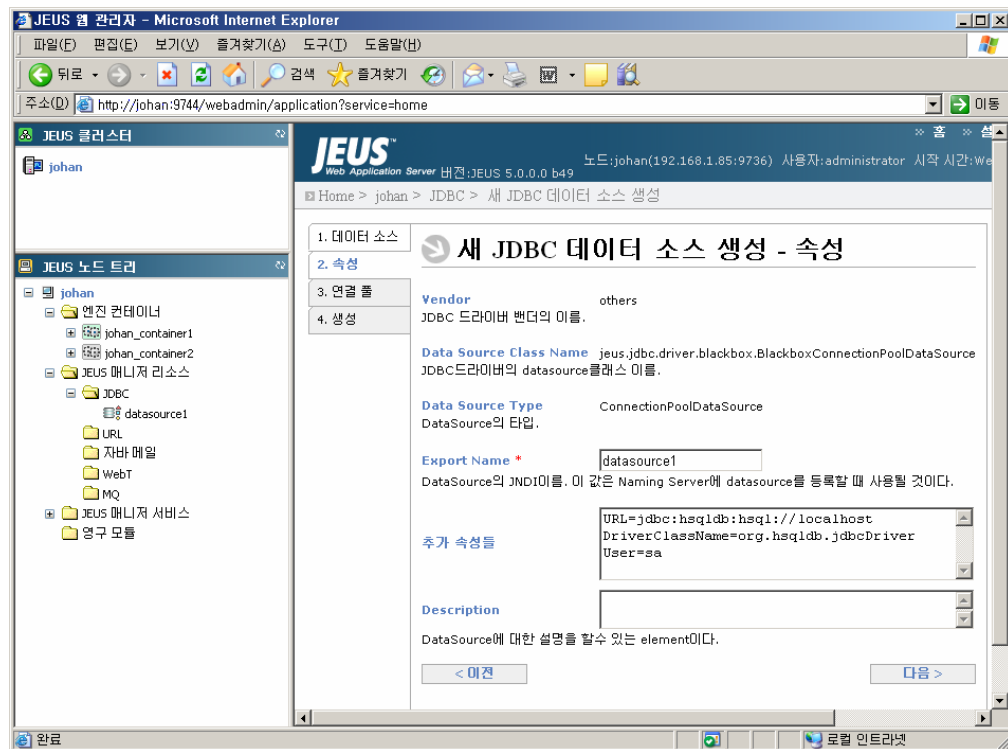 JEUS 웹 관리자 - Microsoft Internet Explorer
파일(F) 편집(E) 보기(V) 즐겨찾기(A) 도구(T) 도움말(H)
뒤로 검색 즐겨찾기
주소(D) http://johan:9744/webadmin/application?service=home 이동
JEUS 클러스터
johan
JEUS 노드 트리
johan
엔진 컨테이너
johan_container1
johan_container2
JEUS 매니저 리소스
JDBC
datasource1
URL
자바 메일
WebT
MQ
JEUS 매니저 서비스
영구 모듈
» 홈 »
JEUS™
Web Application Server 버전:JEUS 5.0.0.0 b49
노드:johan(192.168.1.85:9736) 사용자:administrator 시작 시간:We
Home > johan > JDBC > 새 JDBC 데이터 소스 생성
1. 데이터 소스
2. 속성
3. 연결 풀
4. 생성
새 JDBC 데이터 소스 생성 - 속성
Vendor others
JDBC 드라이버 밴더의 이름.
Data Source Class Name jeus.jdbc.driver.blackbox.BlackboxConnectionPoolDataSource
JDBC드라이버의 datasource클래스 이름.
Data Source Type ConnectionPoolDataSource
DataSource의 타입.
Export Name * datasource1
DataSource의 JNDI이름. 이 값은 Naming Server에 datasource를 등록할 때 사용될 것이다.
추가 속성들
URL=jdbc:hsqldb:hsql://localhost
DriverClassName=org.hsqldb.jdbcDriver
User=sa
Description
DataSource에 대한 설명을 할수 있는 element이다.
< 이전 다음 >
완료 로컬 인트라넷